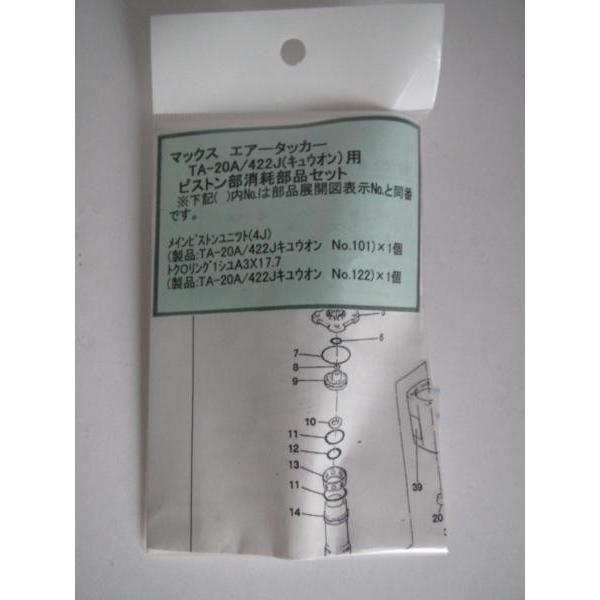 マックス エアータッカー
TA-20A/422J(キュウオン)用
ピストン部消耗部品セット
※下記( )内No.は部品展開図表示No.と同番
です。
メインピストンユニット(4J)
(製品:TA-20A/422Jキュウオン No.101)×1個
トクOリング1シュA3X17.7
(製品:TA-20A/422Jキュウオン No.122)×1個
6
7
8
9
10
11
12
13
11
14
39
20